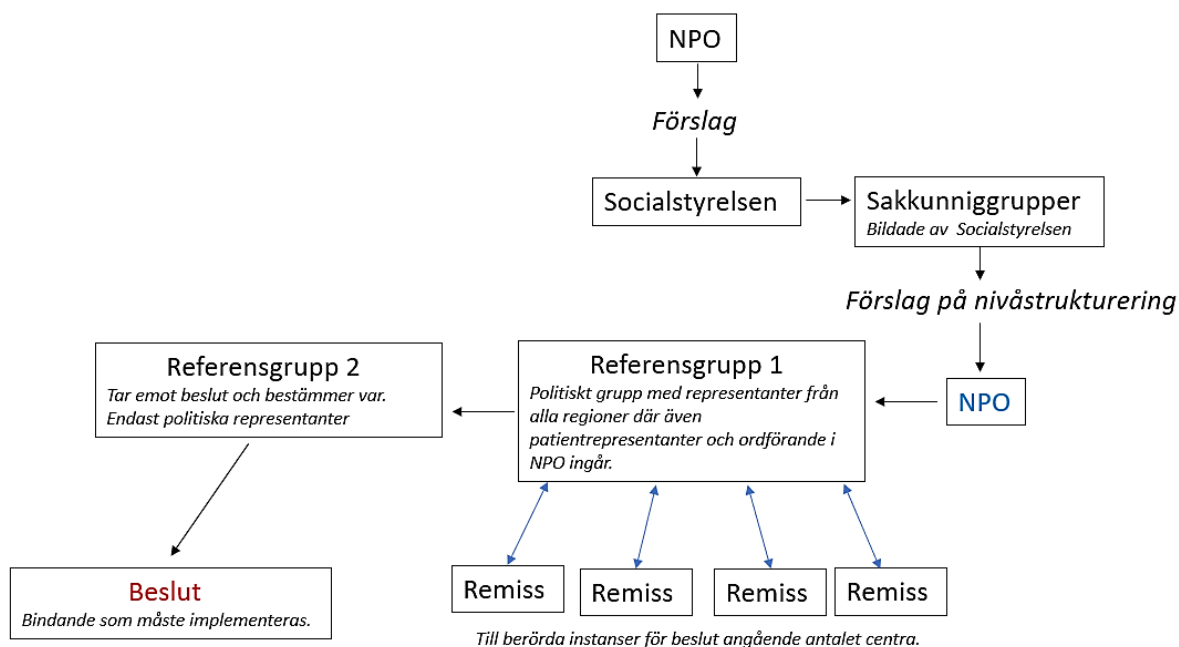 NPO
Förslag
Socialstyrelsen
Sakkunniggrupper
Bildade av Socialstyrelsen
Förslag på nivåstrukturering
NPO
Referensgrupp 1
Politiskt grupp med representanter från
alla regioner där även
patientrepresentanter och ordförande i
NPO ingår.
Referensgrupp 2
Tar emot beslut och bestämmer var.
Endast politiska representanter
Remiss
Remiss
Remiss
Remiss
Till berörda instanser för beslut angående antalet centra.
Beslut
Bindande som måste implementeras.